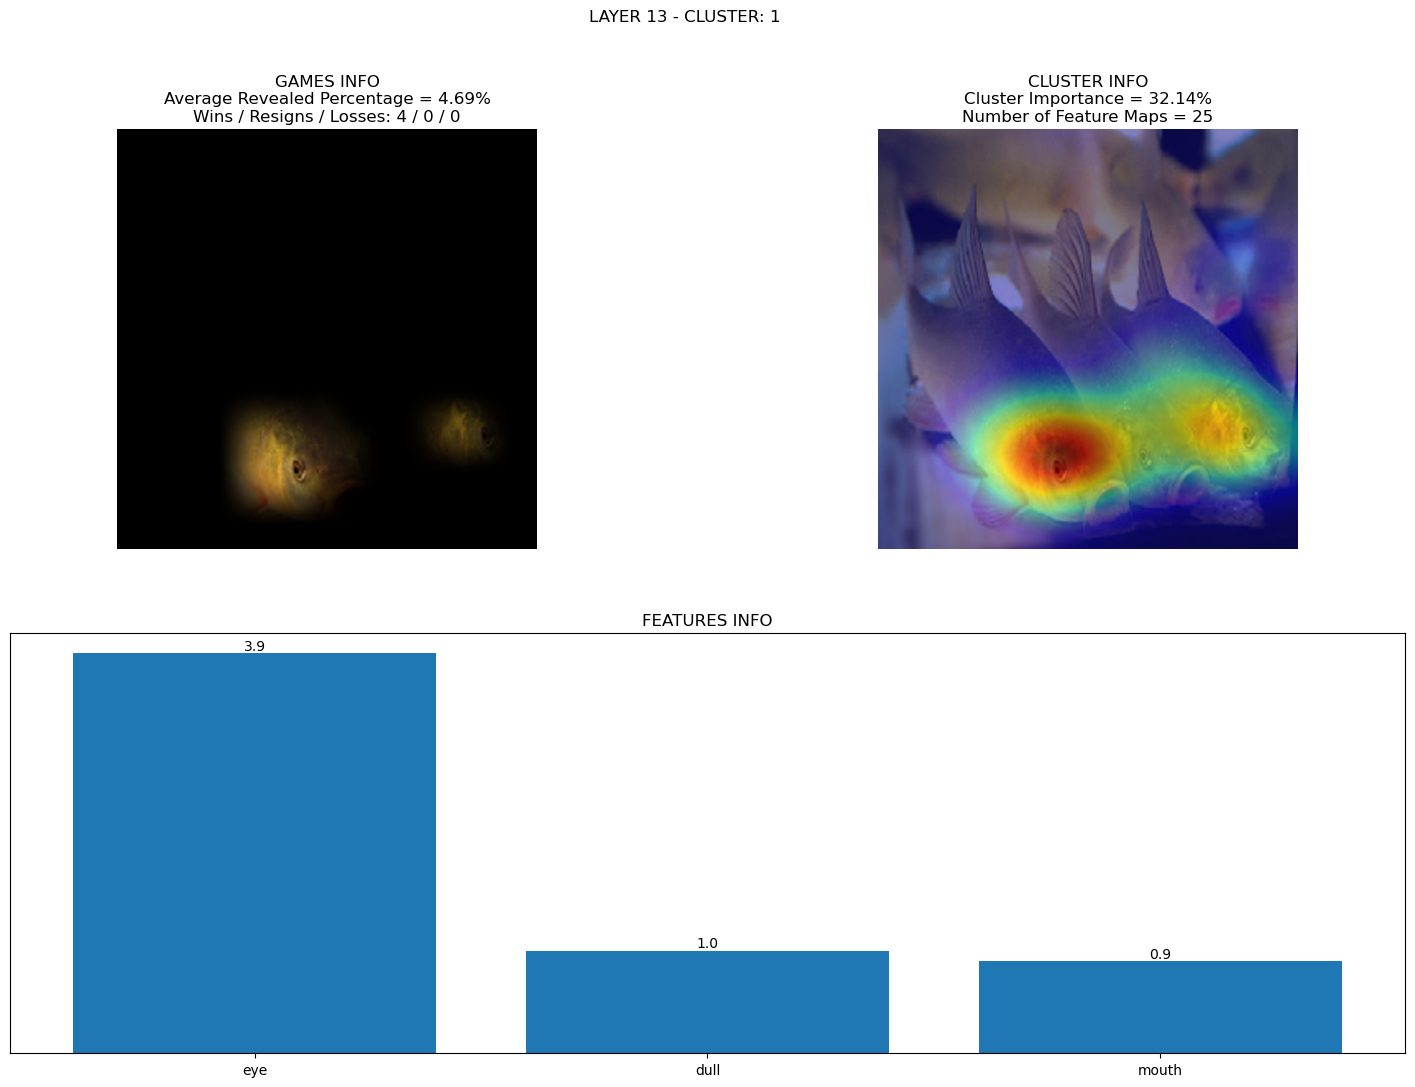 LAYER 13 - CLUSTER: 1
GAMES INFO
Average Revealed Percentage = 4.69%
Wins / Resigns / Losses: 4 / 0 / 0
CLUSTER INFO
Cluster Importance = 32.14%
Number of Feature Maps = 25
FEATURES INFO
3.9
1.0
0.9
eye
dull
mouth